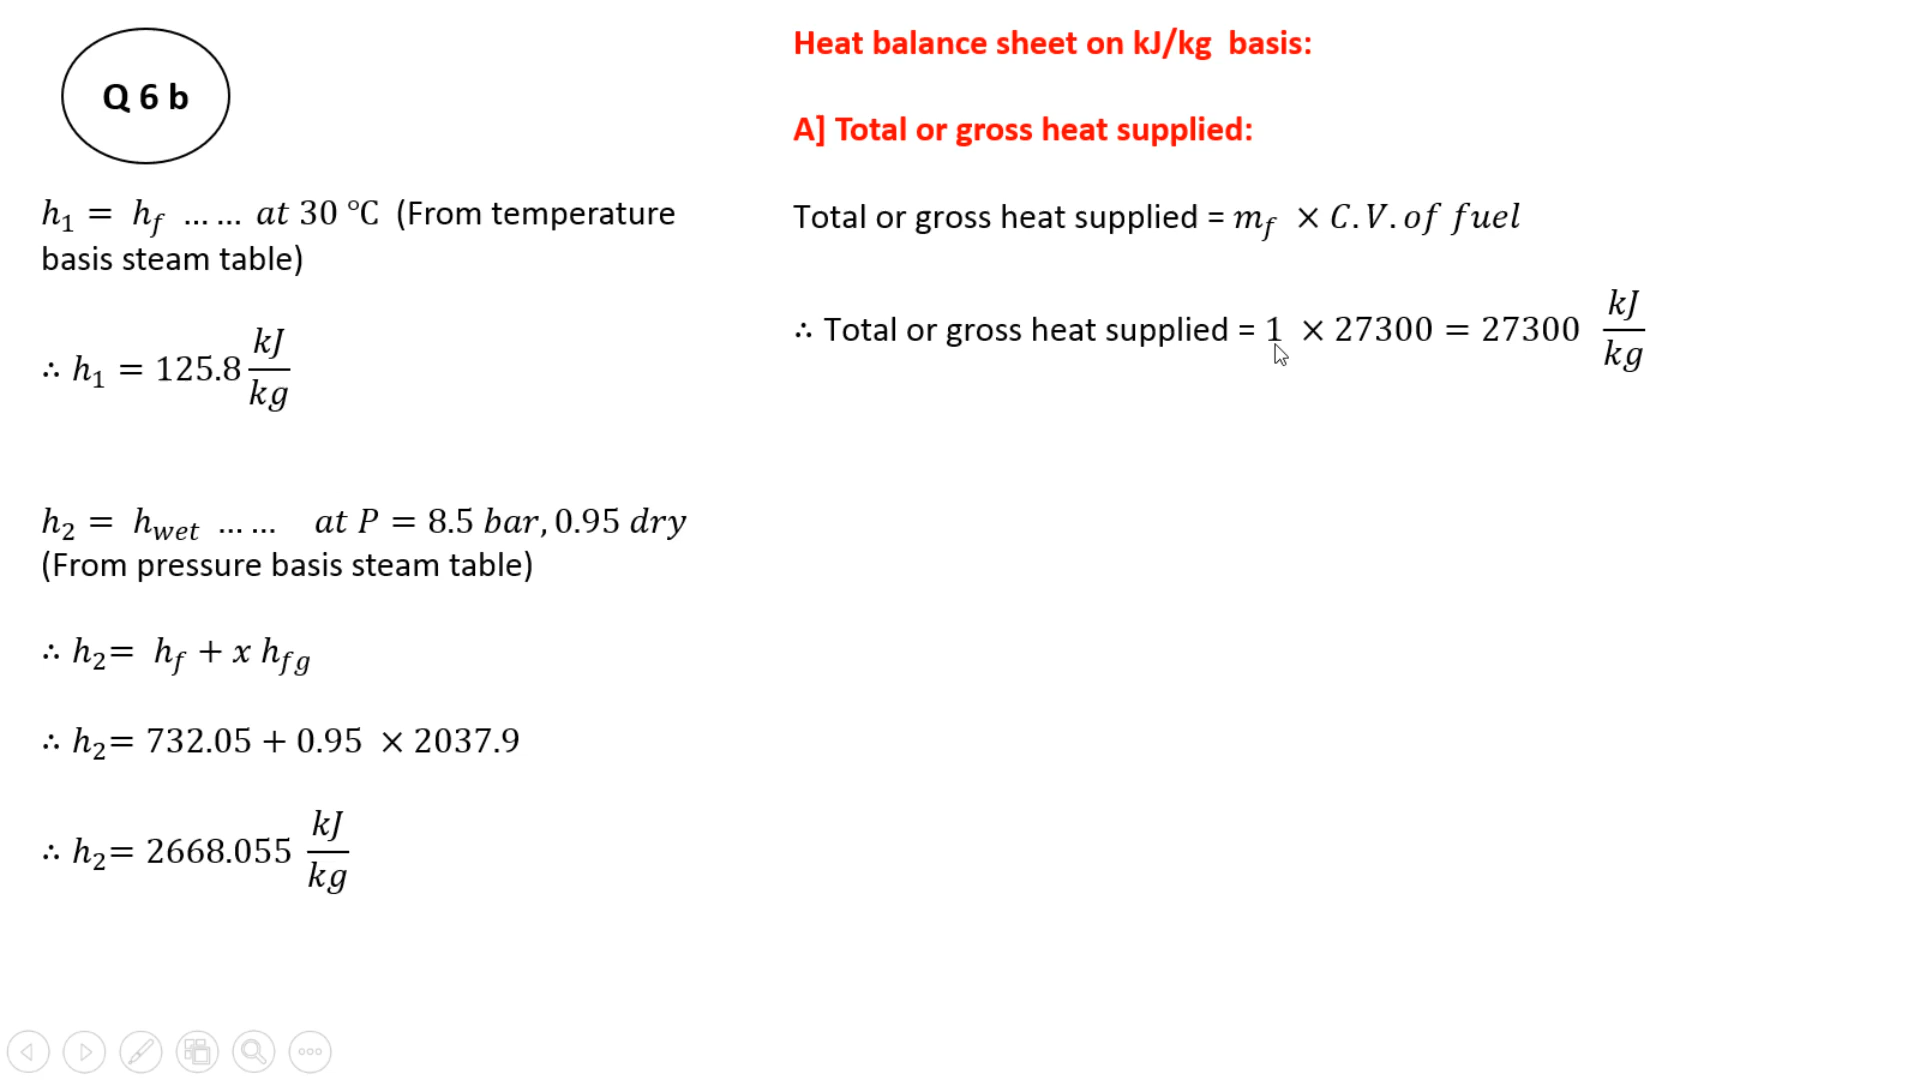 Q 6 b
h₁ = h_f …… at 30 °C (From temperature
basis steam table)
∴ h₁ = 125.8 kJ/kg
h₂ = h_wet …… at P = 8.5 bar, 0.95 dry
(From pressure basis steam table)
∴ h₂= h_f + x h_fg
∴ h₂= 732.05 + 0.95 × 2037.9
∴ h₂= 2668.055 kJ/kg
Heat balance sheet on kJ/kg basis:
A] Total or gross heat supplied:
Total or gross heat supplied = m_f × C.V. of fuel
∴ Total or gross heat supplied = 1 × 27300 = 27300 kJ/kg